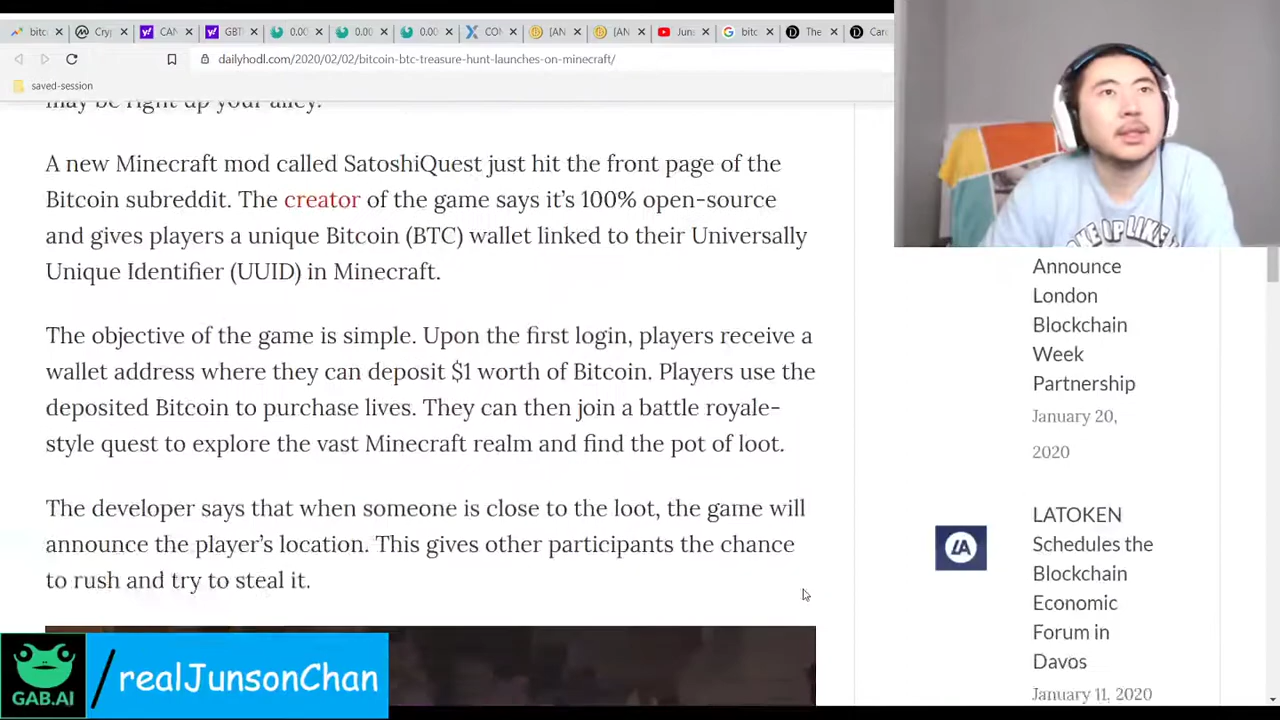 bitc
Cryp
CAN
GBT
0.00
0.00
0.00
CON
[AN
[AN
Juns
bitc
The
Car
dailyhodl.com/2020/02/02/bitcoin-btc-treasure-hunt-launches-on-minecraft/
saved-session
may be right up your alley.
A new Minecraft mod called SatoshiQuest just hit the front page of the
Bitcoin subreddit. The creator of the game says it’s 100% open-source
and gives players a unique Bitcoin (BTC) wallet linked to their Universally
Unique Identifier (UUID) in Minecraft.
The objective of the game is simple. Upon the first login, players receive a
wallet address where they can deposit $1 worth of Bitcoin. Players use the
deposited Bitcoin to purchase lives. They can then join a battle royale-
style quest to explore the vast Minecraft realm and find the pot of loot.
The developer says that when someone is close to the loot, the game will
announce the player’s location. This gives other participants the chance
to rush and try to steal it.
Announce
London
Blockchain
Week
Partnership
January 20,
2020
LA
LATOKEN
Schedules the
Blockchain
Economic
Forum in
Davos
January 11, 2020
GAB.AI
/realJunsonChan